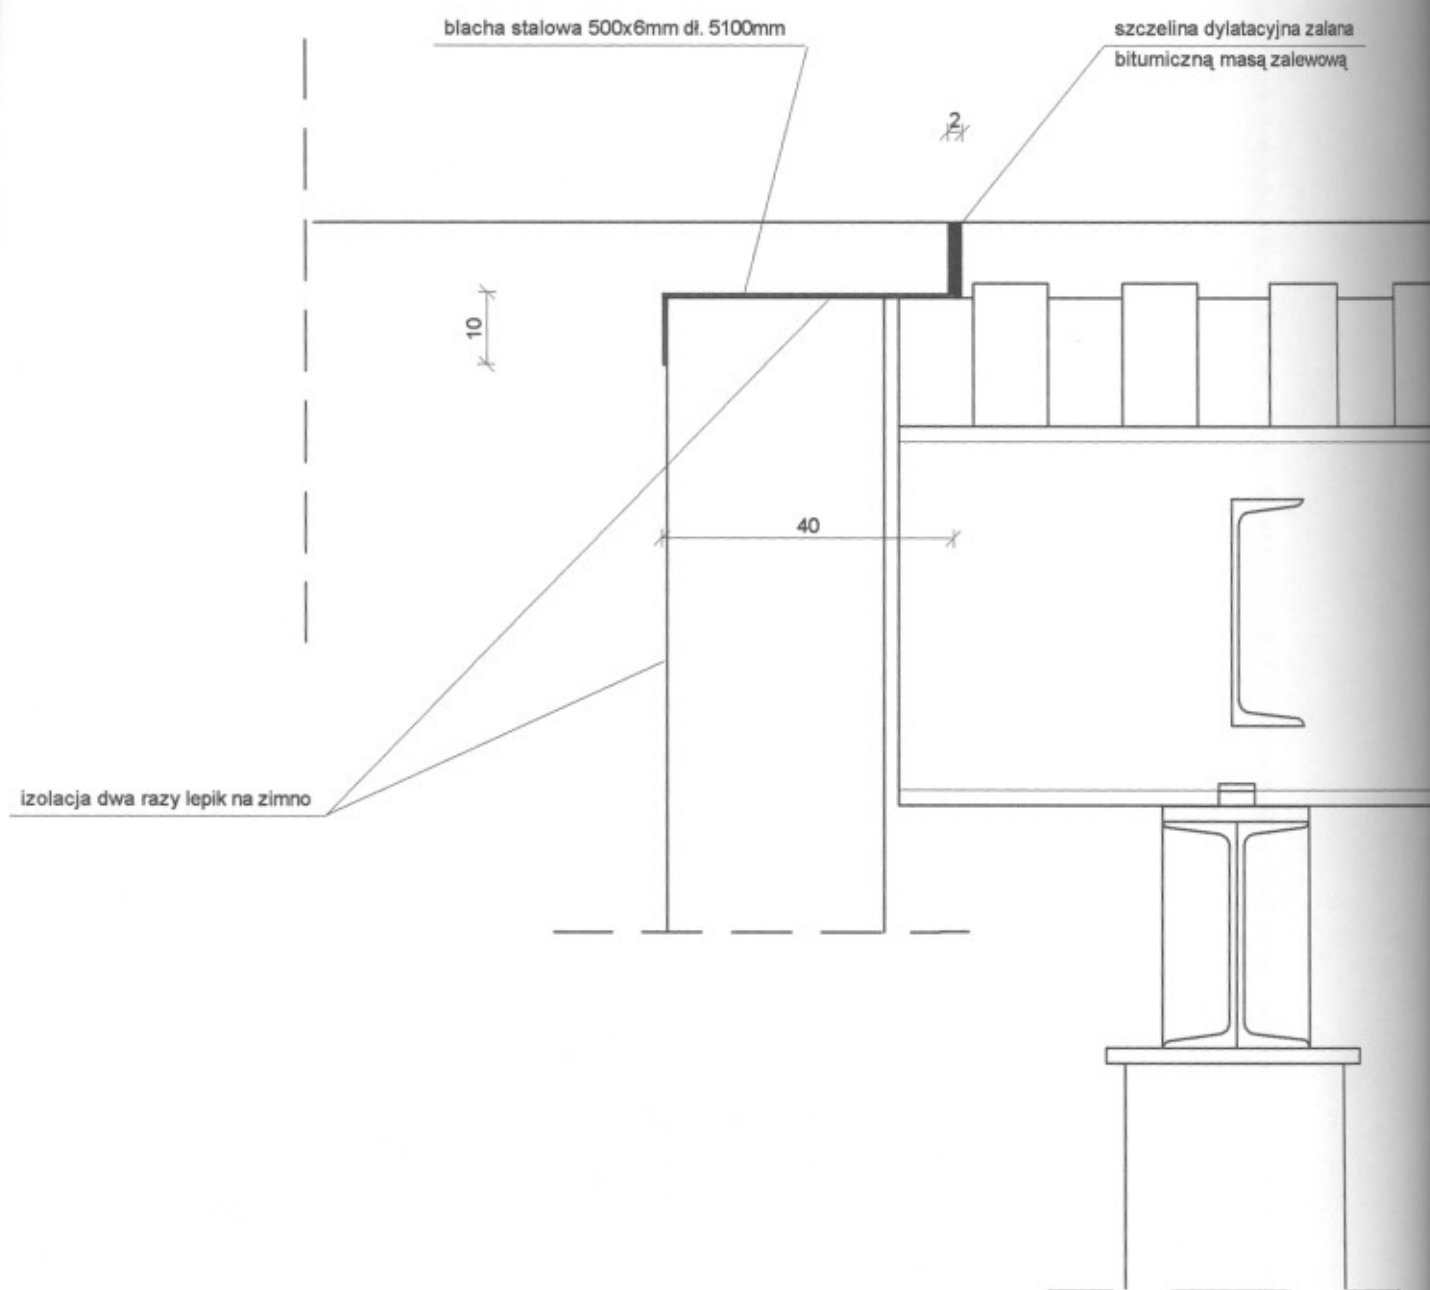 blacha stalowa 500x6mm dł. 5100mm
szczelina dylatacyjna zalana
bitumiczną masą zalewową
2
10
40
izolacja dwa razy lepik na zimno